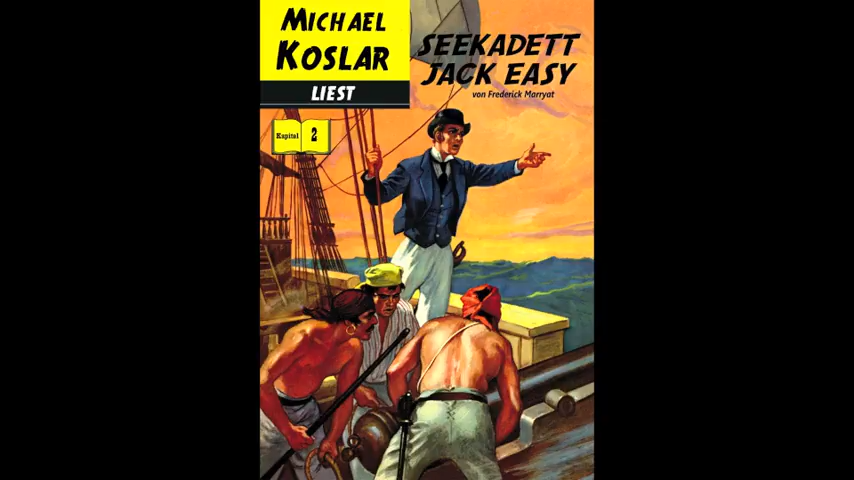 MICHAEL
KOSLAR
LIEST
SEEKADETT
JACK EASY
von Frederick Marryat
Kapitel 2